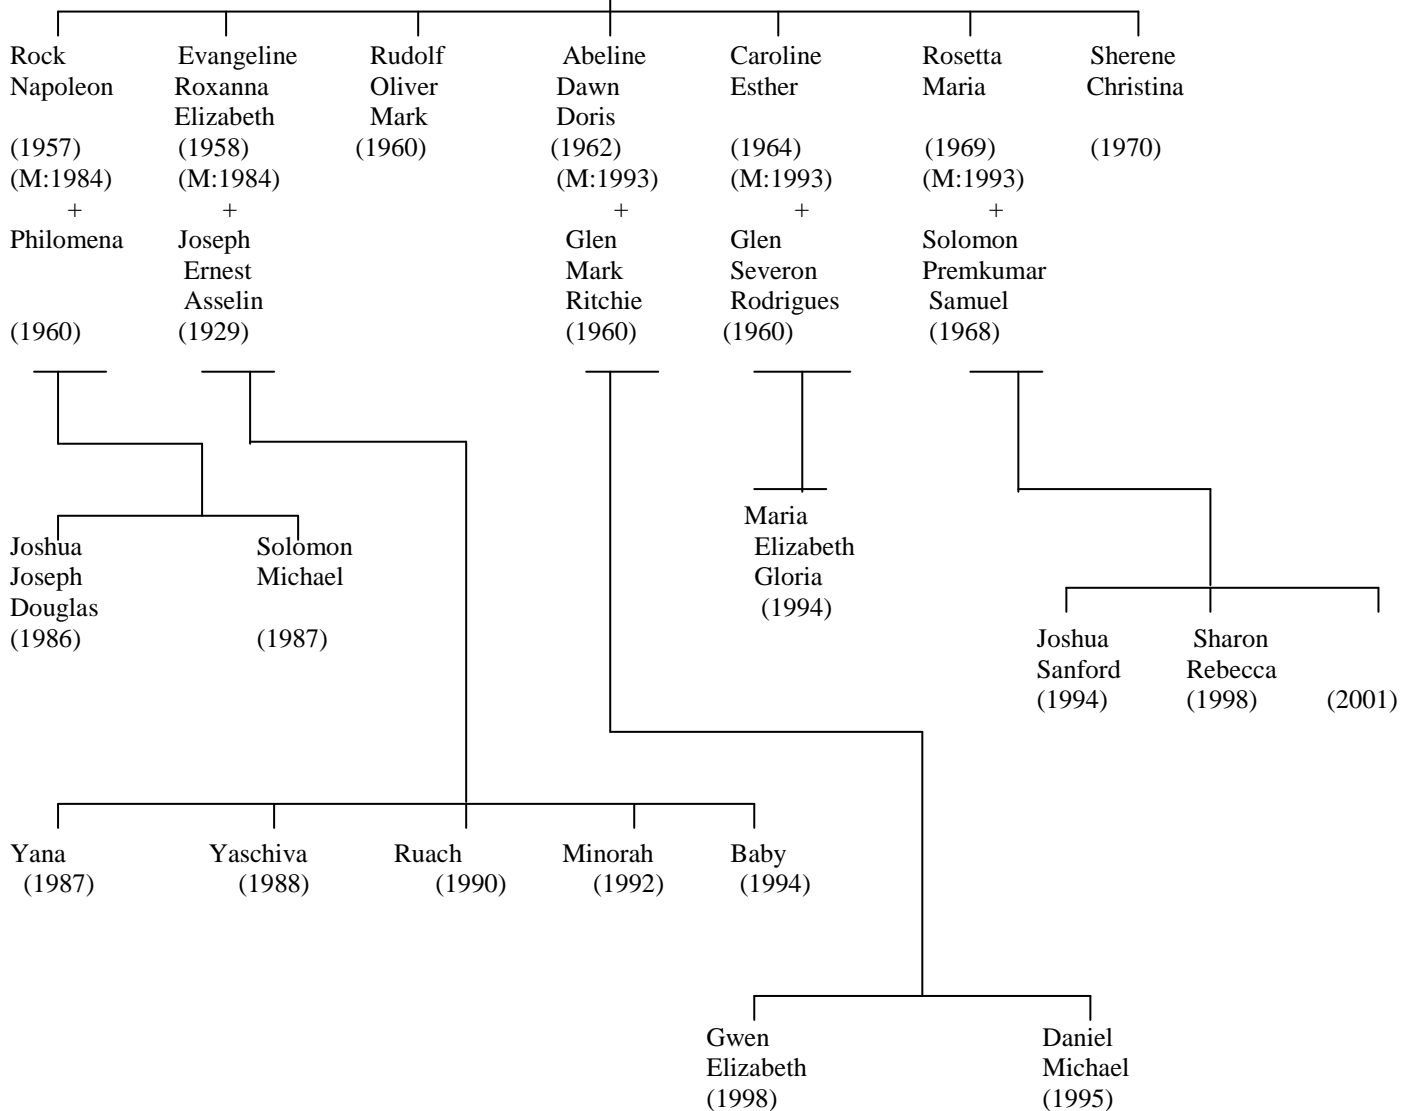 Rock Evangeline Rudolf Abeline Caroline Rosetta Sherene
Napoleon Roxanna Oliver Dawn Esther Maria Christina
Elizabeth Mark Doris
(1957) (1958) (1960) (1962) (1964) (1969) (1970)
(M:1984) (M:1984) (M:1993) (M:1993) (M:1993)
+ + + + +
Philomena Joseph Glen Glen Solomon
Ernest Mark Severon Premkumar
Asselin Ritchie Rodrigues Samuel
(1960) (1929) (1960) (1960) (1968)
Maria
Joshua Solomon Elizabeth
Joseph Michael Gloria
Douglas (1994)
(1986) (1987) Joshua Sharon
Sanford Rebecca
(1994) (1998) (2001)
Yana Yaschiva Ruach Minorah Baby
(1987) (1988) (1990) (1992) (1994)
Gwen Daniel
Elizabeth Michael
(1998) (1995)